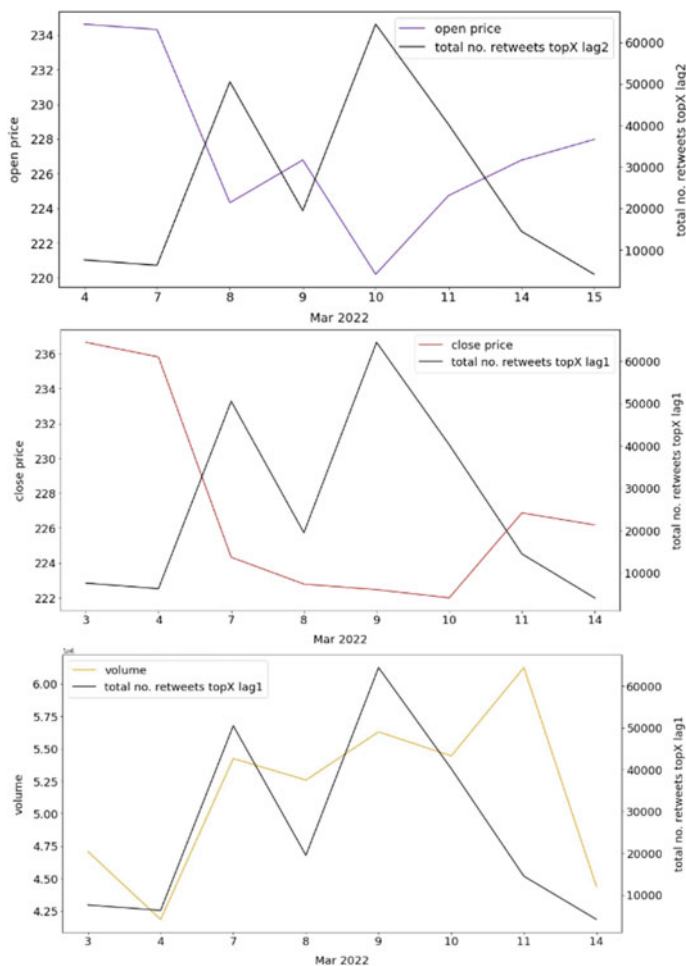 open price
total no. retweets topX lag2
234
232
230
228
226
224
221
220
open price
60000
50000
40000
30000
20000
10000
total no. retweets topX lag2
4 7 8 9 10 11 14 15
Mar 2022
close price
total no. retweets topX lag1
236
234
232
230
228
226
223
222
close price
60000
50000
40000
30000
20000
10000
total no. retweets topX lag1
3 4 7 8 9 10 11 14
Mar 2022
1e6
volume
total no. retweets topX lag1
6.00
5.75
5.50
5.25
5.00
4.75
4.50
4.25
volume
60000
50000
40000
30000
20000
10000
total no. retweets topX lag1
3 4 7 8 9 10 11 14
Mar 2022